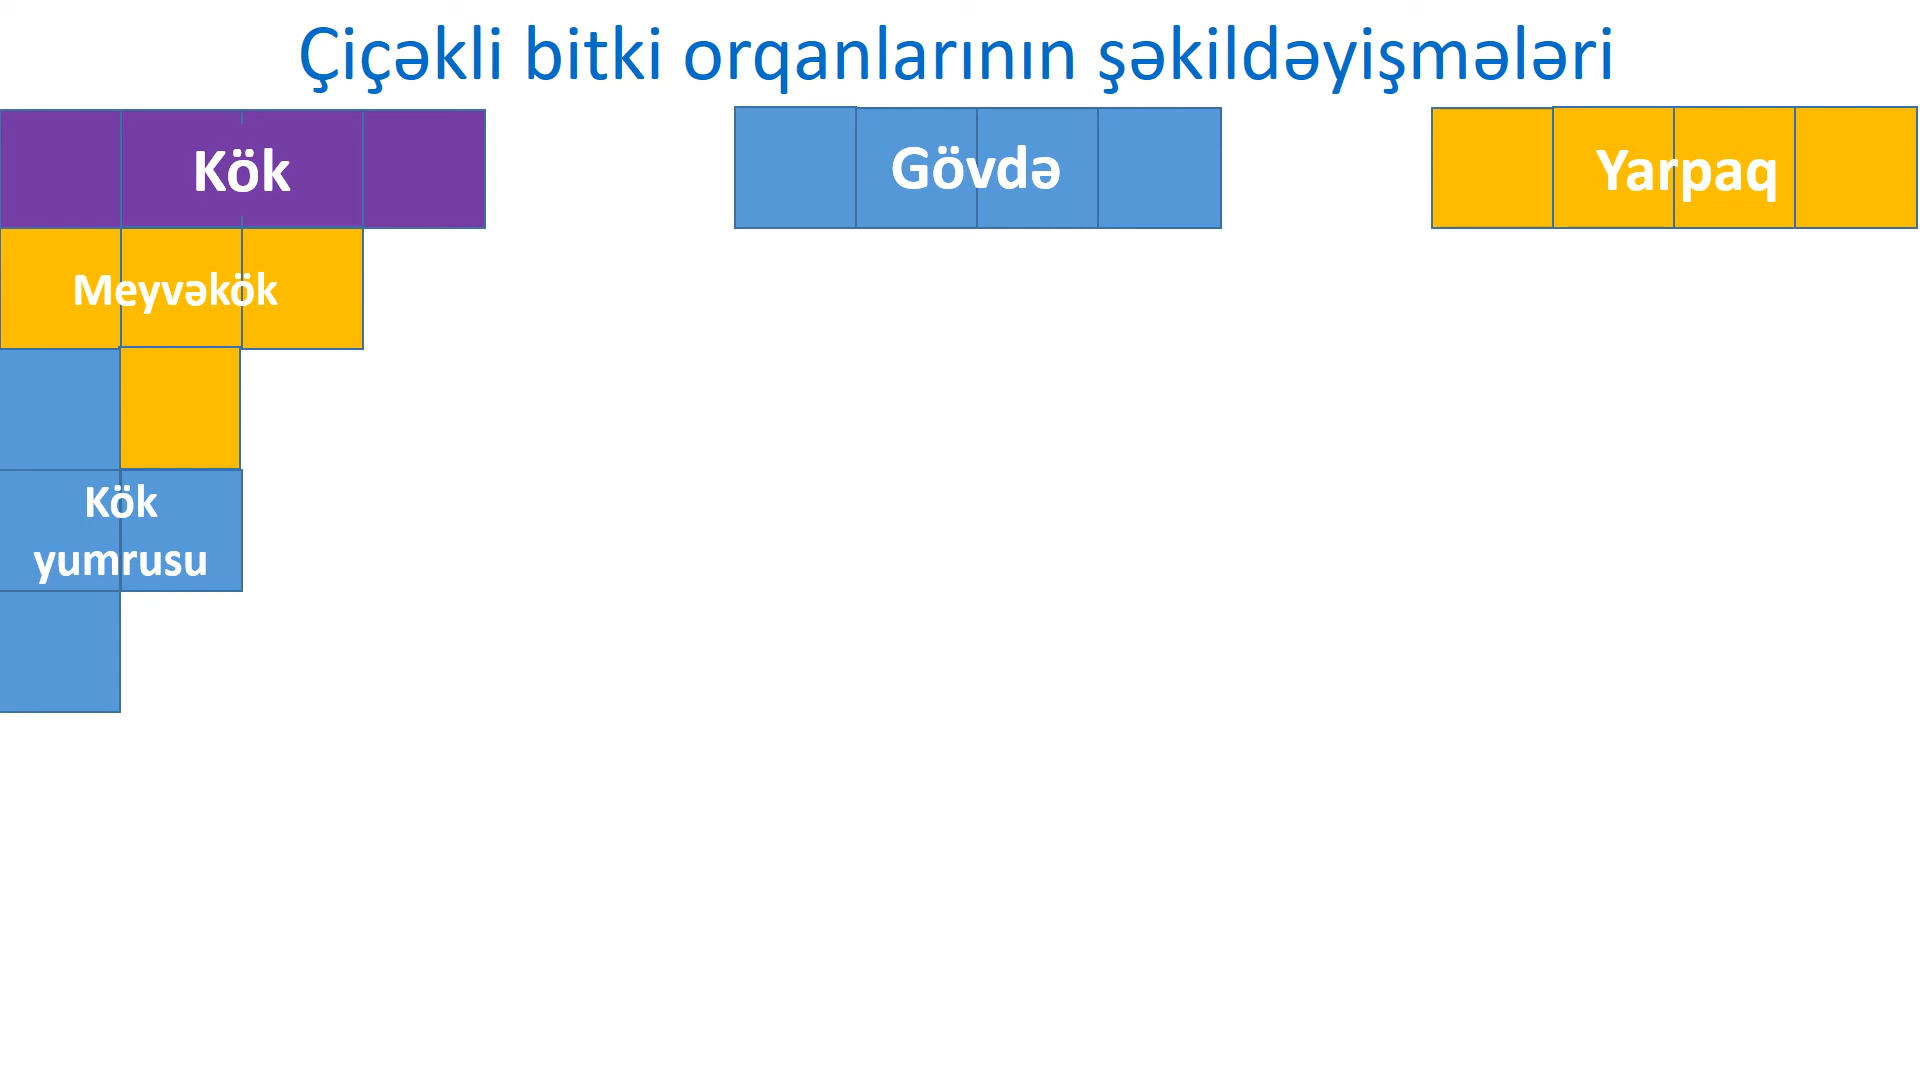 Çiçəkli bitki orqanlarının şəkildəyişmələri
Kök
Gövdə
Yarpaq
Meyvəkök
Kök
yumrusu